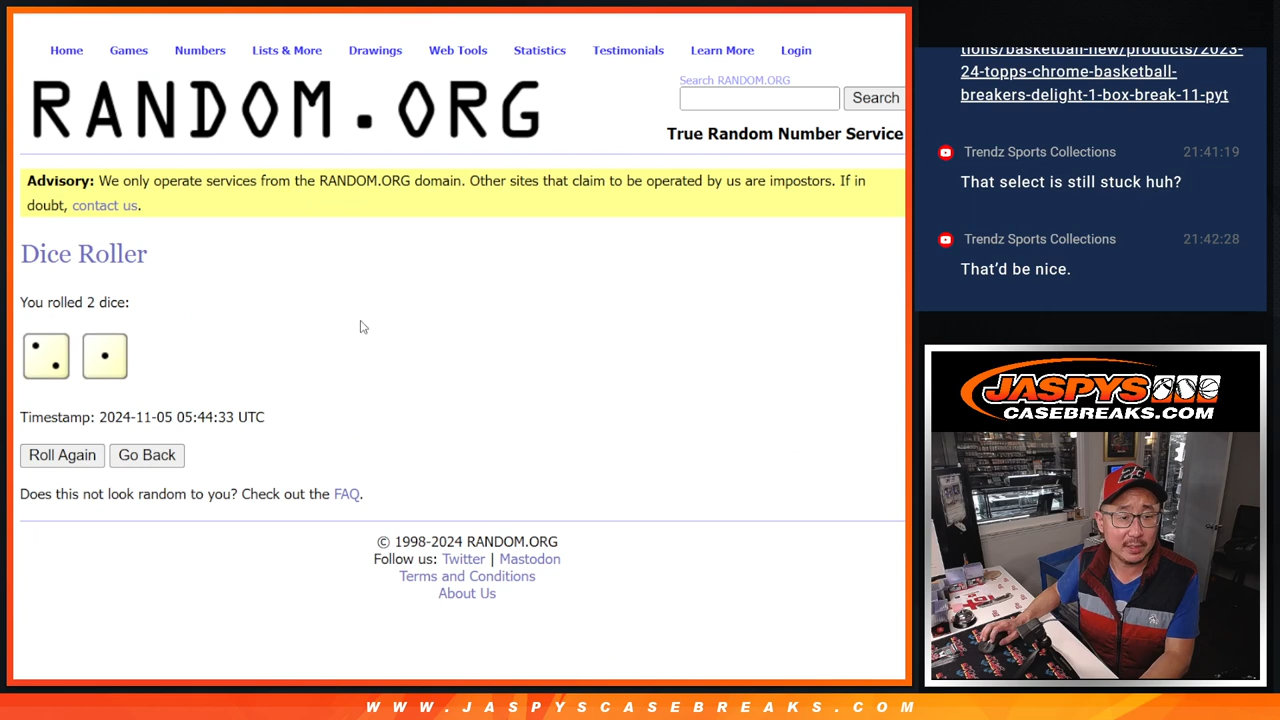 Home Games Numbers Lists & More Drawings Web Tools Statistics Testimonials Learn More Login
RANDOM.ORG
Search RANDOM.ORG
Search
True Random Number Service
Advisory: We only operate services from the RANDOM.ORG domain. Other sites that claim to be operated by us are impostors. If in
doubt, contact us.
Dice Roller
You rolled 2 dice:
Timestamp: 2024-11-05 05:44:33 UTC
Roll Again Go Back
Does this not look random to you? Check out the FAQ.
© 1998-2024 RANDOM.ORG
Follow us: Twitter | Mastodon
Terms and Conditions
About Us
tions/basketball-new/products/2023-
24-topps-chrome-basketball-
breakers-delight-1-box-break-11-pyt
Trendz Sports Collections 21:41:19
That select is still stuck huh?
Trendz Sports Collections 21:42:28
That'd be nice.
JASPYS
CASEBREAKS.COM
23
WWW.JASPYSCASEBREAKS.COM